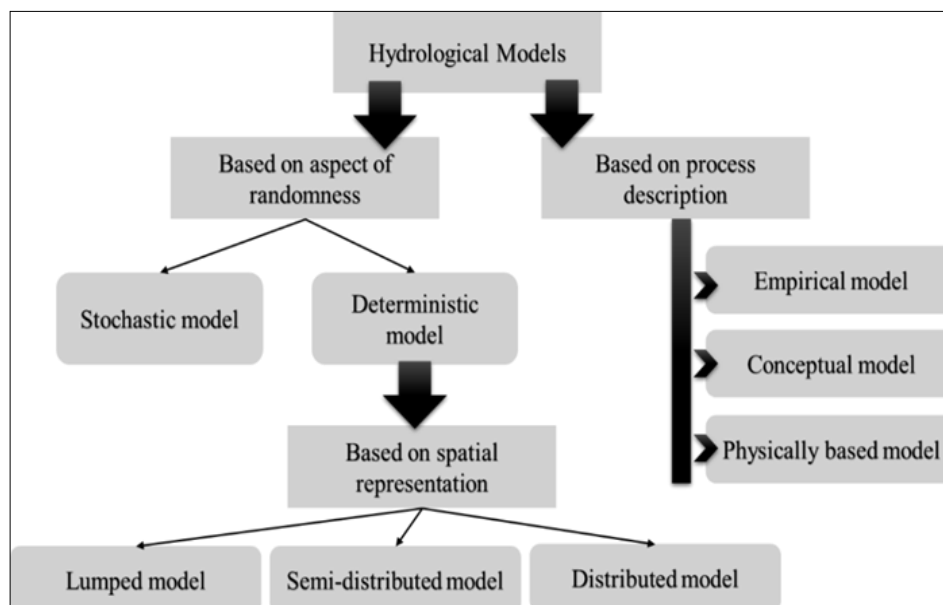 Hydrological Models
Based on aspect of
randomness
Based on process
description
Stochastic model
Deterministic
model
Empirical model
Conceptual model
Physically based model
Based on spatial
representation
Lumped model
Semi-distributed model
Distributed model